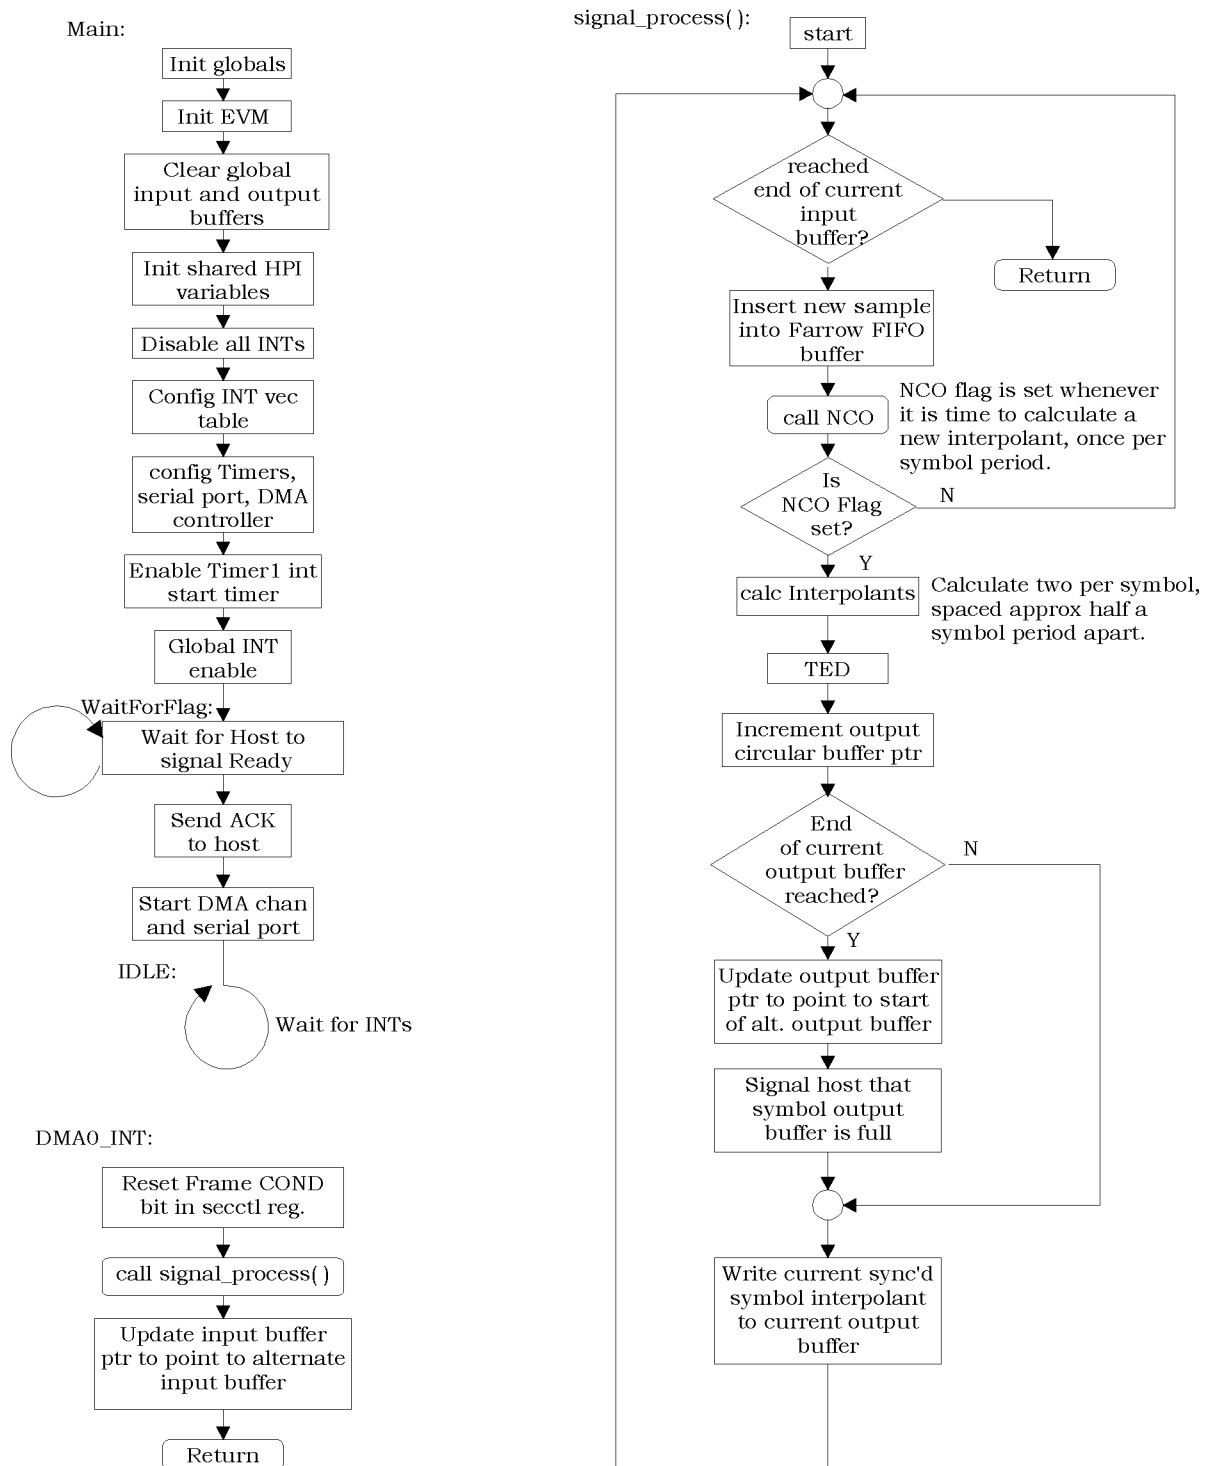 Main:
Init globals
Init EVM
Clear global
input and output
buffers
Init shared HPI
variables
Disable all INTs
Config INT vec
table
config Timers,
serial port, DMA
controller
Enable Timer1 int
start timer
Global INT
enable
WaitForFlag:
Wait for Host to
signal Ready
Send ACK
to host
Start DMA chan
and serial port
IDLE:
Wait for INTs
DMA0_INT:
Reset Frame COND
bit in secctl reg.
call signal_process()
Update input buffer
ptr to point to alternate
input buffer
Return
signal_process():
start
reached
end of current
input
buffer?
Return
Insert new sample
into Farrow FIFO
buffer
call NCO
NCO flag is set whenever
it is time to calculate a
new interpolant, once per
symbol period.
Is
NCO Flag
set?
N
Y
calc Interpolants
Calculate two per symbol,
spaced approx half a
symbol period apart.
TED
Increment output
circular buffer ptr
End
of current
output buffer
reached?
N
Y
Update output buffer
ptr to point to start
of alt. output buffer
Signal host that
symbol output
buffer is full
Write current sync'd
symbol interpolant
to current output
buffer